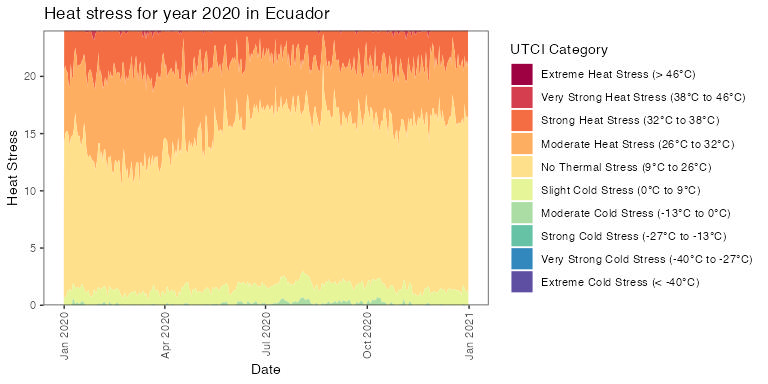 Heat stress for year 2020 in Ecuador
Heat Stress
20
15
10
5
0
Jan 2020
Apr 2020
Jul 2020
Oct 2020
Jan 2021
Date
UTCI Category
Extreme Heat Stress (> 46°C)
Very Strong Heat Stress (38°C to 46°C)
Strong Heat Stress (32°C to 38°C)
Moderate Heat Stress (26°C to 32°C)
No Thermal Stress (9°C to 26°C)
Slight Cold Stress (0°C to 9°C)
Moderate Cold Stress (-13°C to 0°C)
Strong Cold Stress (-27°C to -13°C)
Very Strong Cold Stress (-40°C to -27°C)
Extreme Cold Stress (< -40°C)